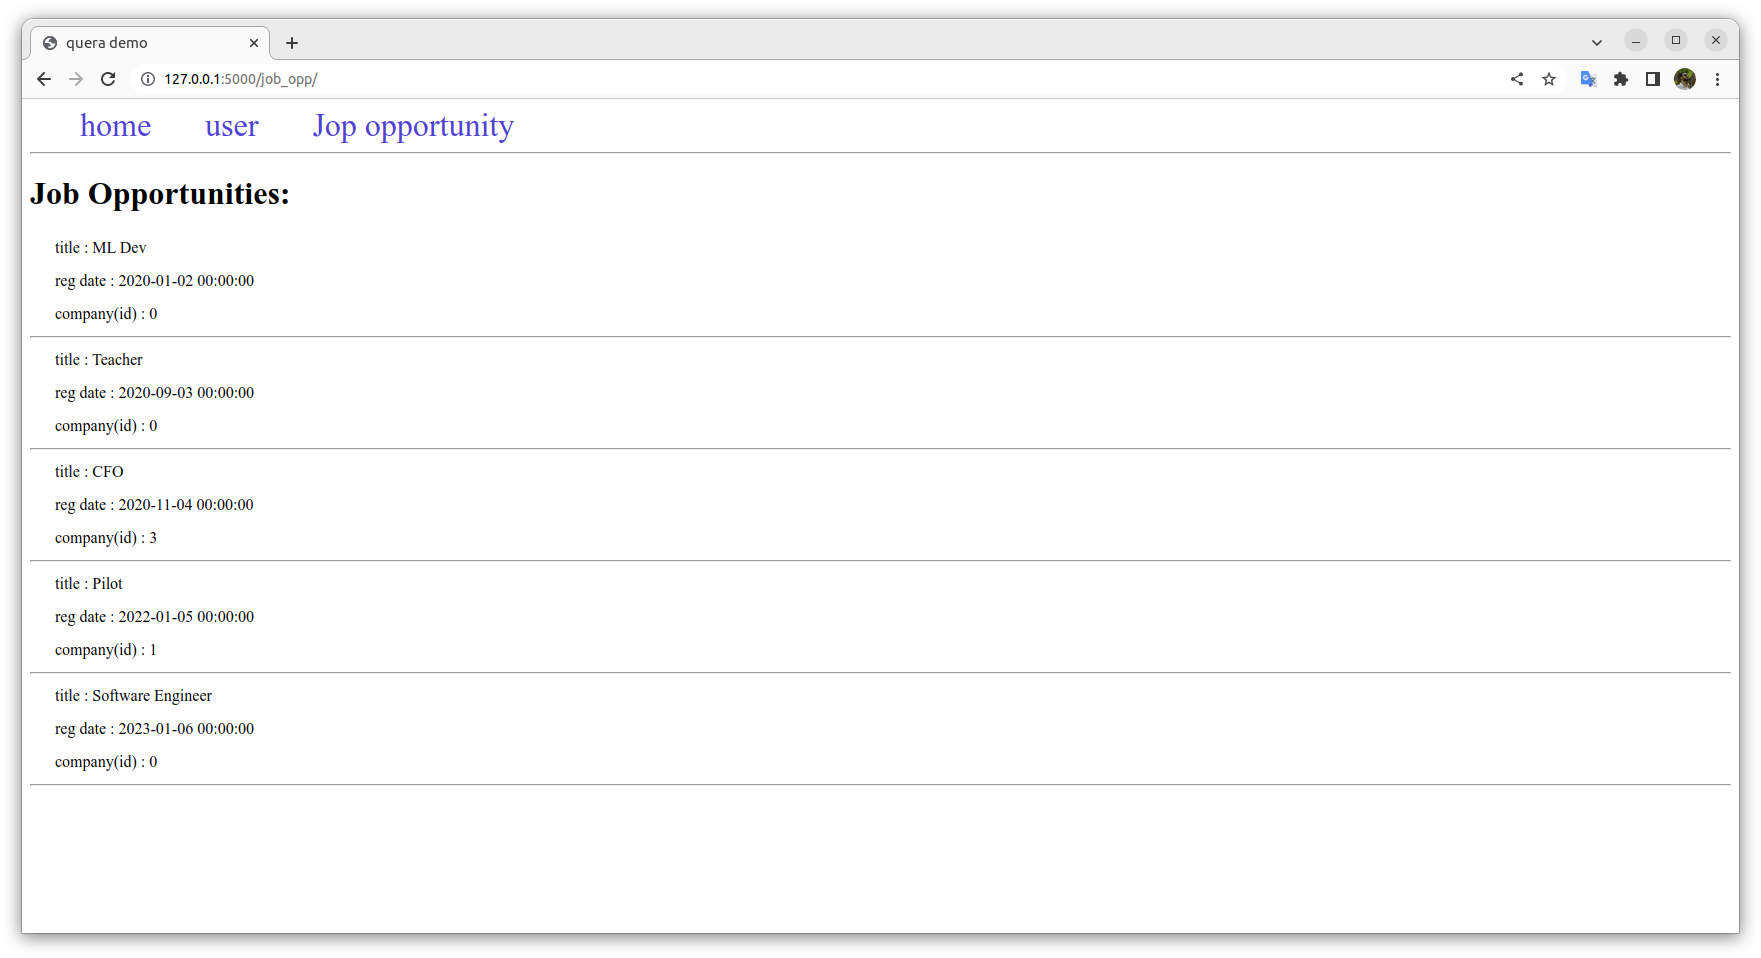 quera demo
127.0.0.1:5000/job_opp/
home user Jop opportunity
Job Opportunities:
title : ML Dev
reg date : 2020-01-02 00:00:00
company(id) : 0
title : Teacher
reg date : 2020-09-03 00:00:00
company(id) : 0
title : CFO
reg date : 2020-11-04 00:00:00
company(id) : 3
title : Pilot
reg date : 2022-01-05 00:00:00
company(id) : 1
title : Software Engineer
reg date : 2023-01-06 00:00:00
company(id) : 0